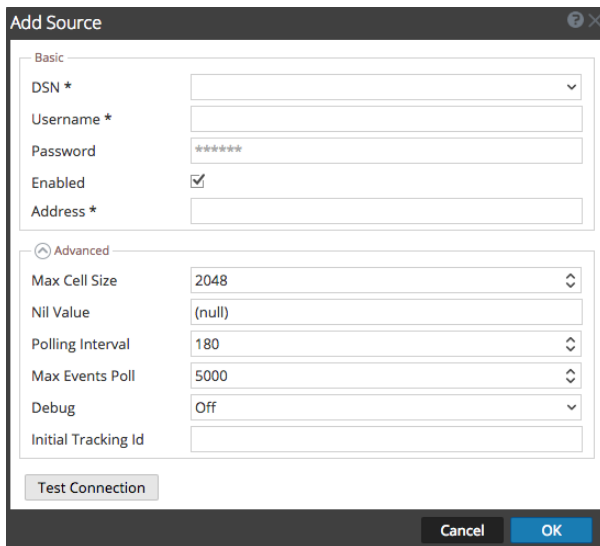 Add Source
Basic
DSN *
Username *
Password ******
Enabled
Address *
Advanced
Max Cell Size 2048
Nil Value (null)
Polling Interval 180
Max Events Poll 5000
Debug Off
Initial Tracking Id
Test Connection
Cancel OK